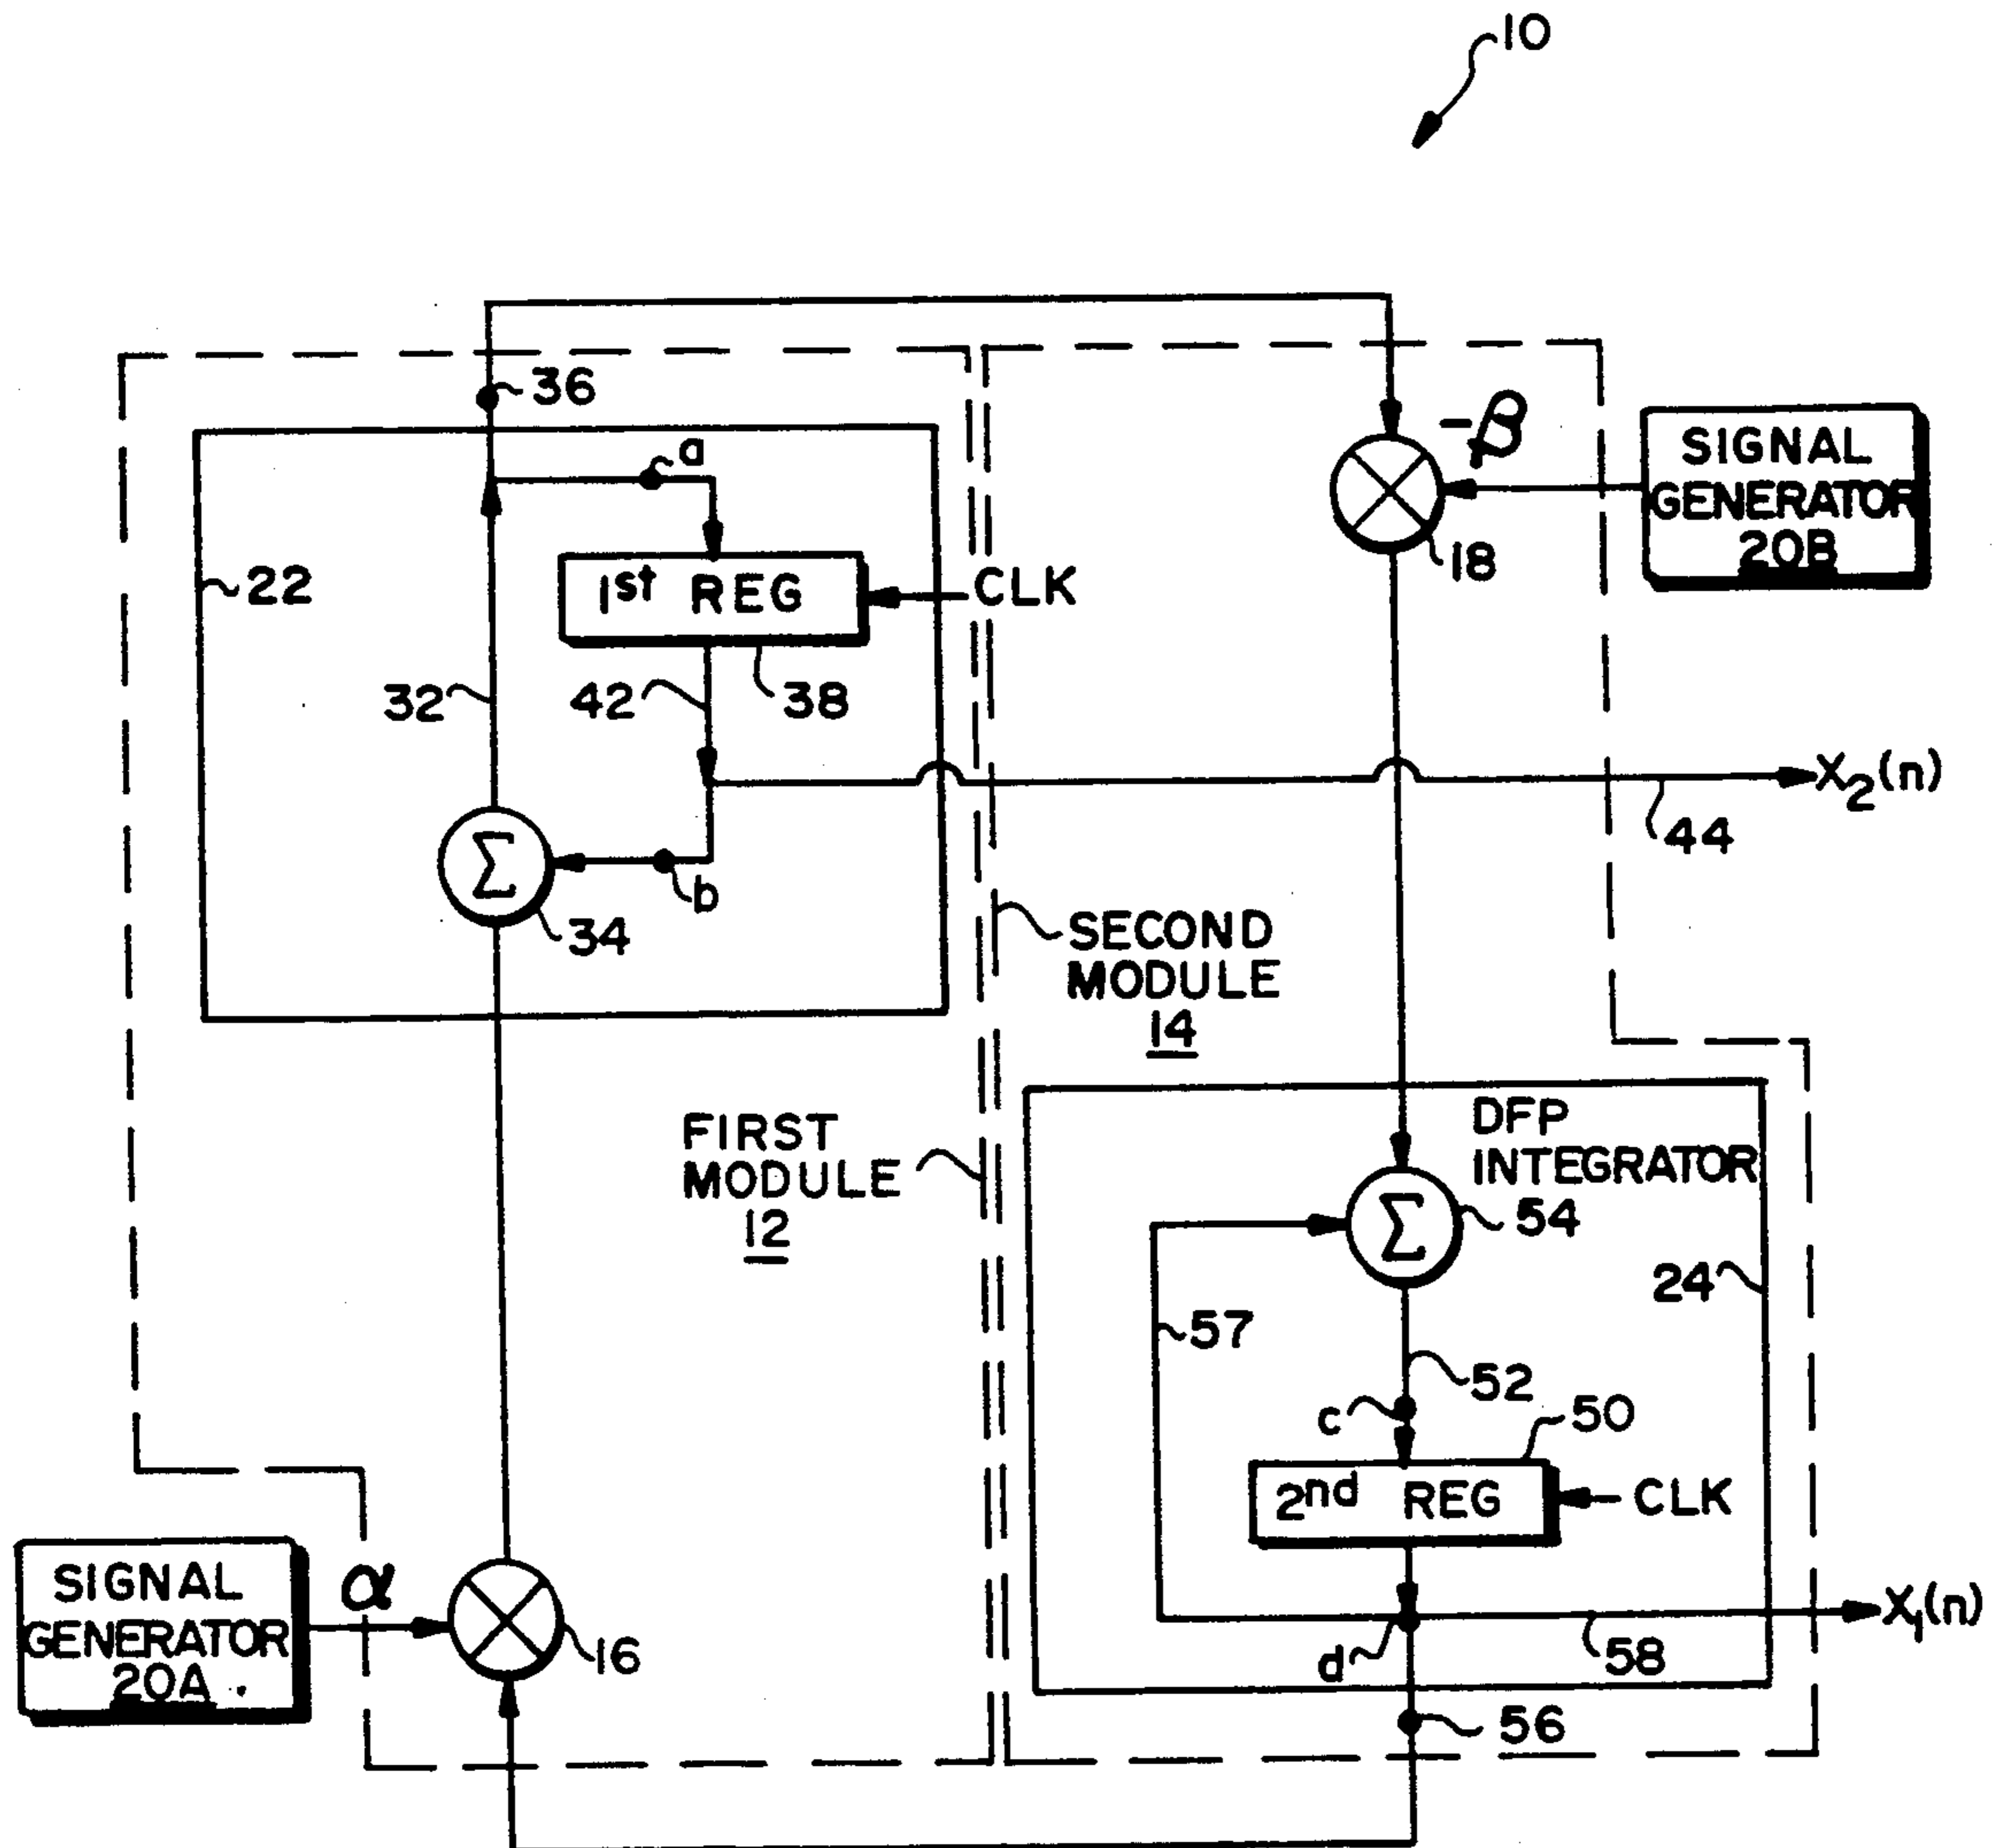 10
36
a
-β
SIGNAL
GENERATOR
20B
22
1st REG
CLK
18
32
42
38
X2(n)
44
Σ
b
34
SECOND
MODULE
14
FIRST
MODULE
12
DFP
INTEGRATOR
Σ
54
24
57
52
c
50
2nd REG
CLK
SIGNAL
GENERATOR
20A
α
16
d
58
X1(n)
56